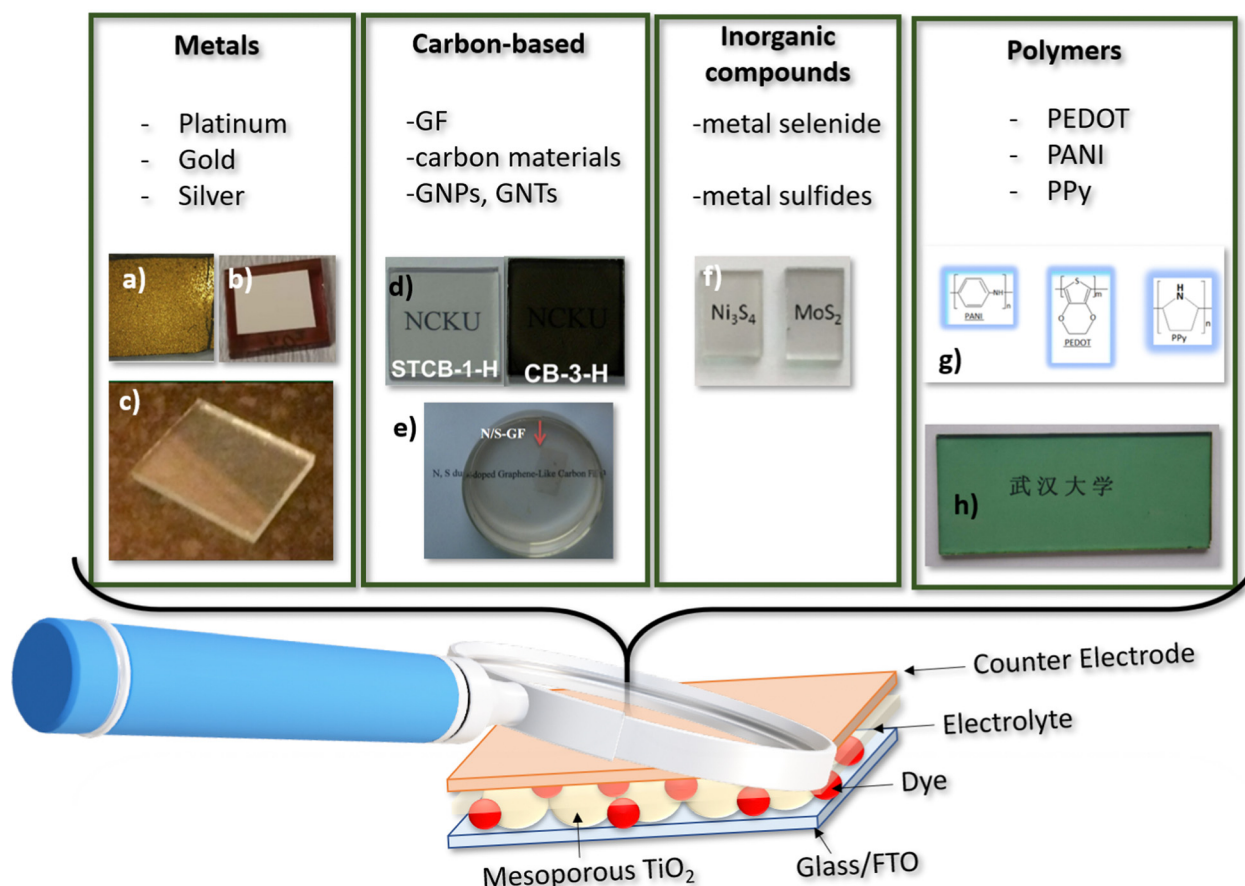 Metals
- Platinum
- Gold
- Silver
a)
b)
c)
Carbon-based
-GF
-carbon materials
-GNPs, GNTs
d)
NCKU
STCB-1-H
NCKU
CB-3-H
e)
N/S-GF
N, S du doped Graphene-Like Carbon
Inorganic
compounds
-metal selenide
-metal sulfides
f)
Ni₃S₄
MoS₂
Polymers
- PEDOT
- PANI
- PPy
NH
n
PANI
S
m
O
O
PEDOT
H
N
n
PPy
g)
h)
武汉大学
Counter Electrode
Electrolyte
Dye
Glass/FTO
Mesoporous TiO₂